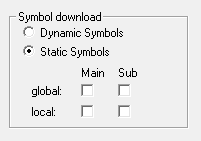 Symbol download
Dynamic Symbols
Static Symbols
Main Sub
global:
local: